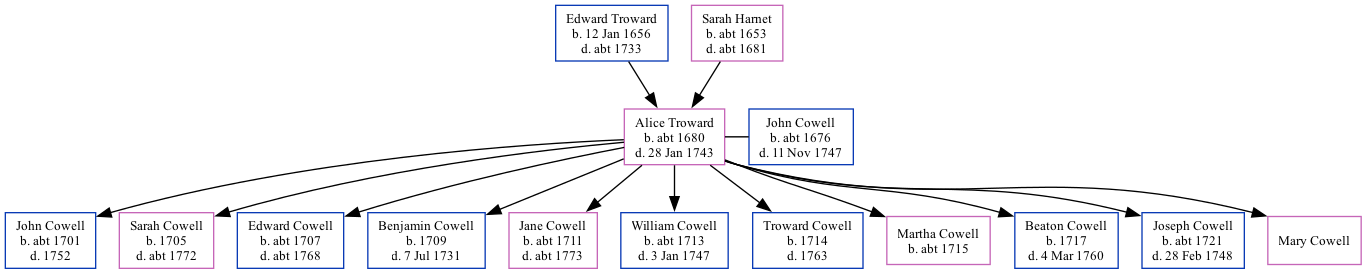 Edward Troward
b. 12 Jan 1656
d. abt 1733
Sarah Harnet
b. abt 1653
d. abt 1681
Alice Troward
b. abt 1680
d. 28 Jan 1743
John Cowell
b. abt 1676
d. 11 Nov 1747
John Cowell
b. abt 1701
d. 1752
Sarah Cowell
b. 1705
d. abt 1772
Edward Cowell
b. abt 1707
d. abt 1768
Benjamin Cowell
b. 1709
d. 7 Jul 1731
Jane Cowell
b. abt 1711
d. abt 1773
William Cowell
b. abt 1713
d. 3 Jan 1747
Troward Cowell
b. 1714
d. 1763
Martha Cowell
b. abt 1715
Beaton Cowell
b. 1717
d. 4 Mar 1760
Joseph Cowell
b. abt 1721
d. 28 Feb 1748
Mary Cowell